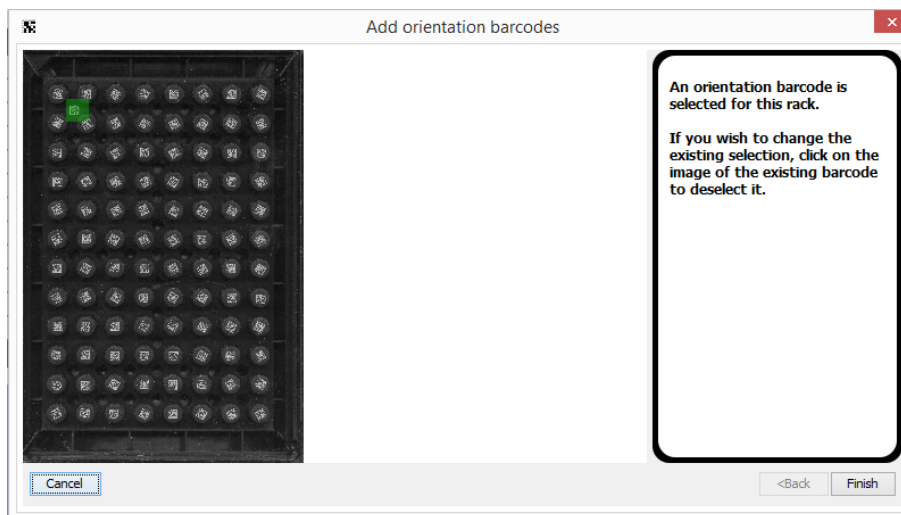 Add orientation barcodes
An orientation barcode is
selected for this rack.
If you wish to change the
existing selection, click on the
image of the existing barcode
to deselect it.
Cancel
<Back
Finish